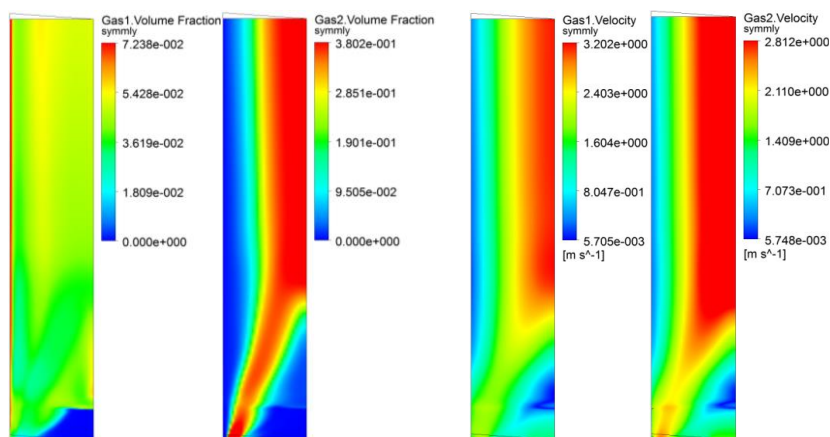 Gas1.Volume Fraction
symmly
7.238e-002
5.428e-002
3.619e-002
1.809e-002
0.000e+000
Gas2.Volume Fraction
symmly
3.802e-001
2.851e-001
1.901e-001
9.505e-002
0.000e+000
Gas1.Velocity
symmly
3.202e+000
2.403e+000
1.604e+000
8.047e-001
5.705e-003
[m s^-1]
Gas2.Velocity
symmly
2.812e+000
2.110e+000
1.409e+000
7.073e-001
5.748e-003
[m s^-1]